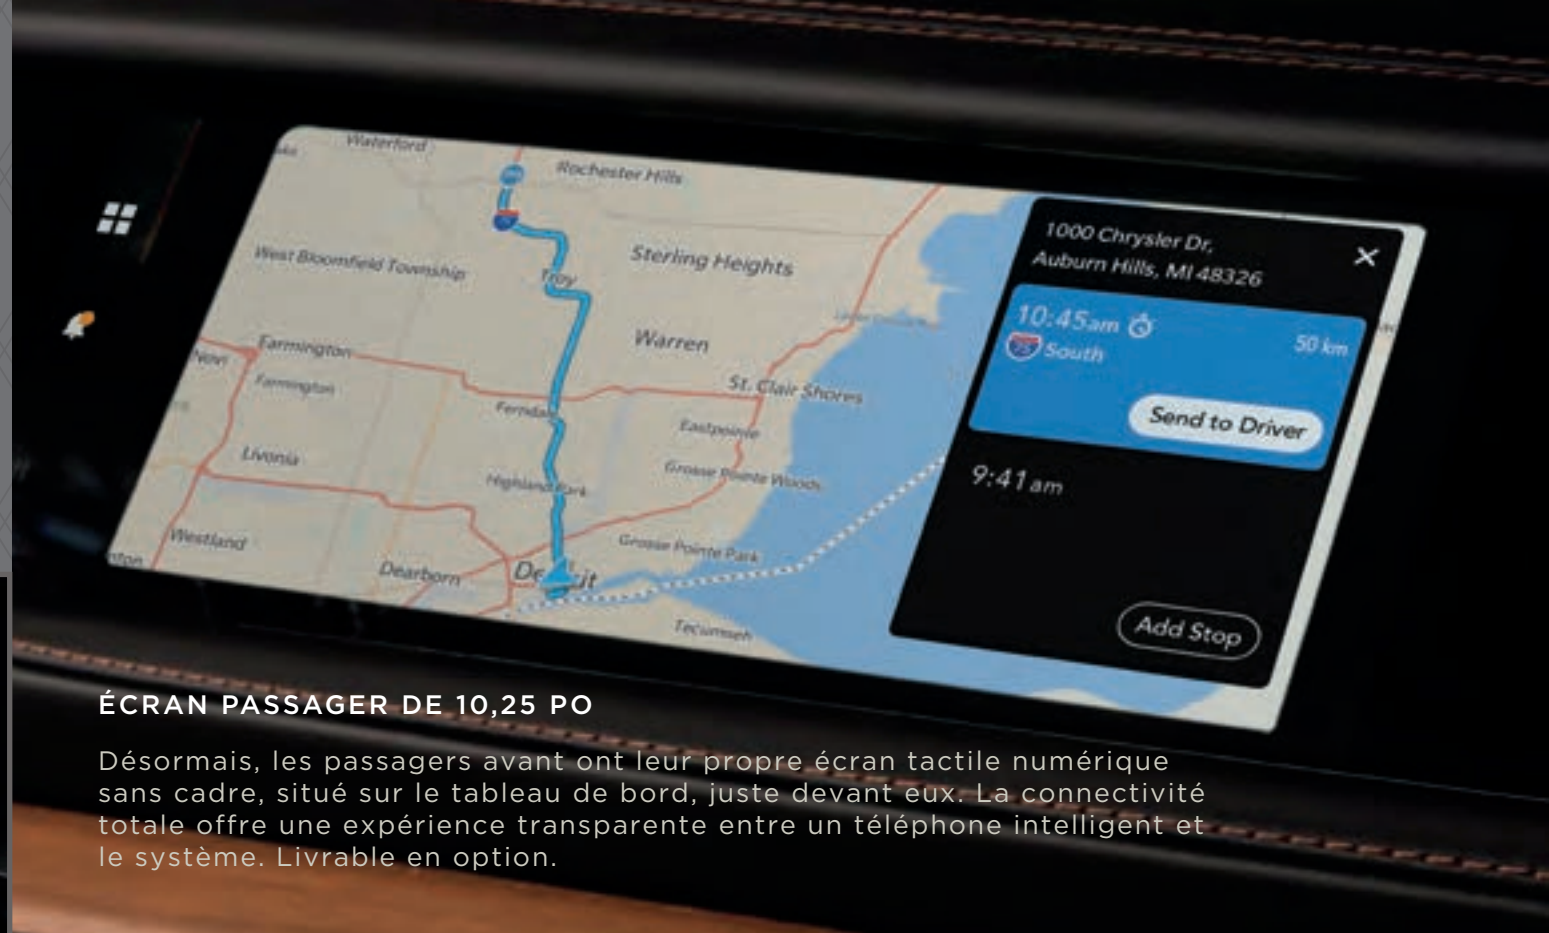 Waterford
Rochester Hills
West Bloomfield Township
Troy
Sterling Heights
Warren
Farmington
Novi
Farmington
St. Clair Shores
Eastpointe
Livonia
Highland Park
Grosse Pointe Woods
Westland
Grosse Pointe Park
Dearborn
Tecumseh
1000 Chrysler Dr,
Auburn Hills, MI 48326
10:45am
50 km
75 South
Send to Driver
9:41am
Add Stop
ÉCRAN PASSAGER DE 10,25 PO
Désormais, les passagers avant ont leur propre écran tactile numérique
sans cadre, situé sur le tableau de bord, juste devant eux. La connectivité
totale offre une expérience transparente entre un téléphone intelligent et
le système. Livrable en option.